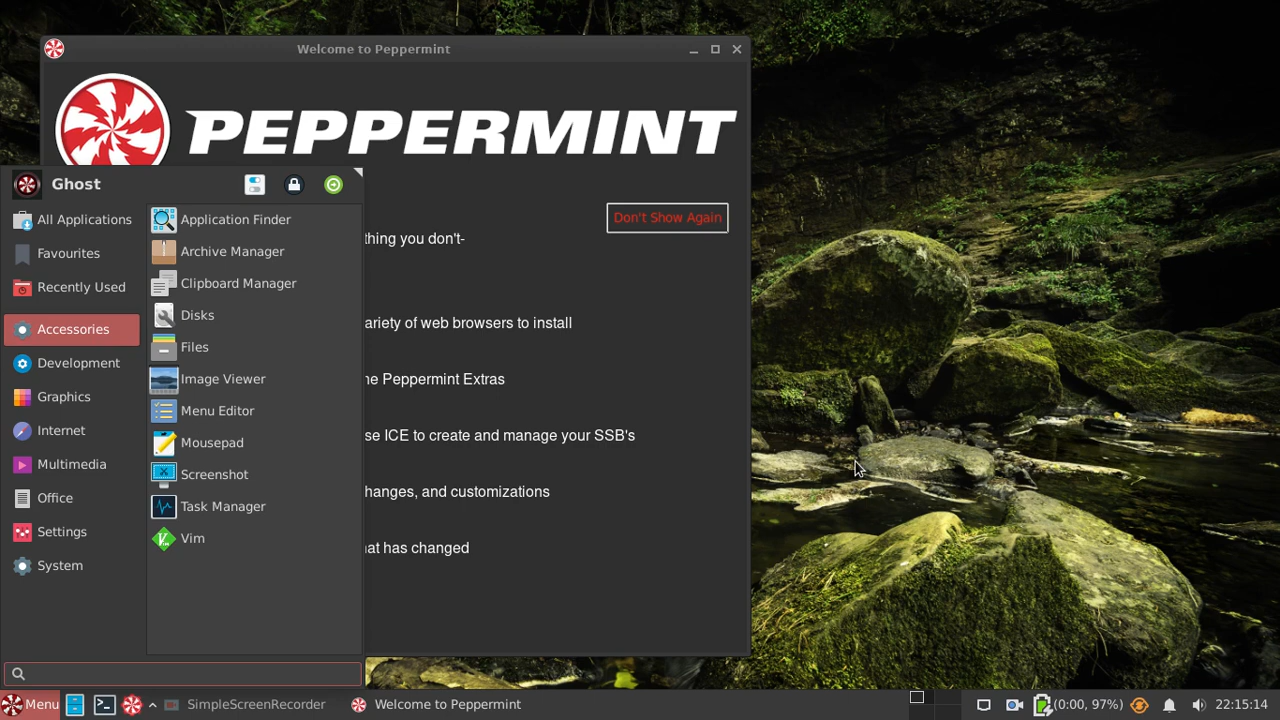 Welcome to Peppermint
PEPPERMINT
Don't Show Again
thing you don't-
ariety of web browsers to install
he Peppermint Extras
se ICE to create and manage your SSB's
hanges, and customizations
at has changed
Ghost
All Applications
Favourites
Recently Used
Accessories
Development
Graphics
Internet
Multimedia
Office
Settings
System
Application Finder
Archive Manager
Clipboard Manager
Disks
Files
Image Viewer
Menu Editor
Mousepad
Screenshot
Task Manager
Vim
Menu
SimpleScreenRecorder
Welcome to Peppermint
(0:00, 97%)
22:15:14